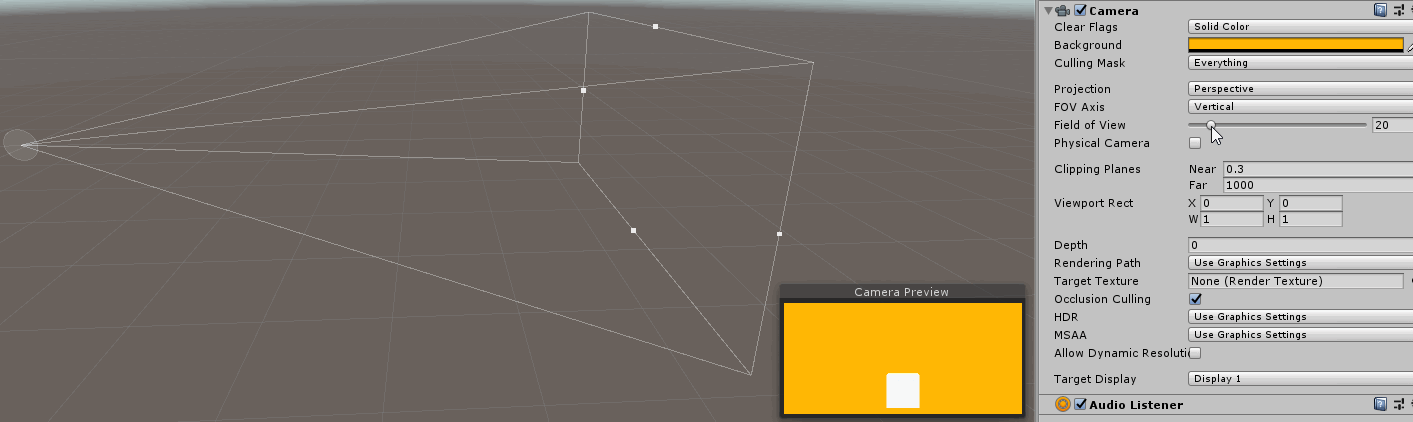 Camera
Clear Flags Solid Color
Background
Culling Mask Everything
Projection Perspective
FOV Axis Vertical
Field of View 20
Physical Camera
Clipping Planes Near 0.3
Far 1000
Viewport Rect X 0 Y 0
W 1 H 1
Depth 0
Rendering Path Use Graphics Settings
Target Texture None (Render Texture)
Occlusion Culling
HDR Use Graphics Settings
MSAA Use Graphics Settings
Allow Dynamic Resoluti
Target Display Display 1
Audio Listener
Camera Preview